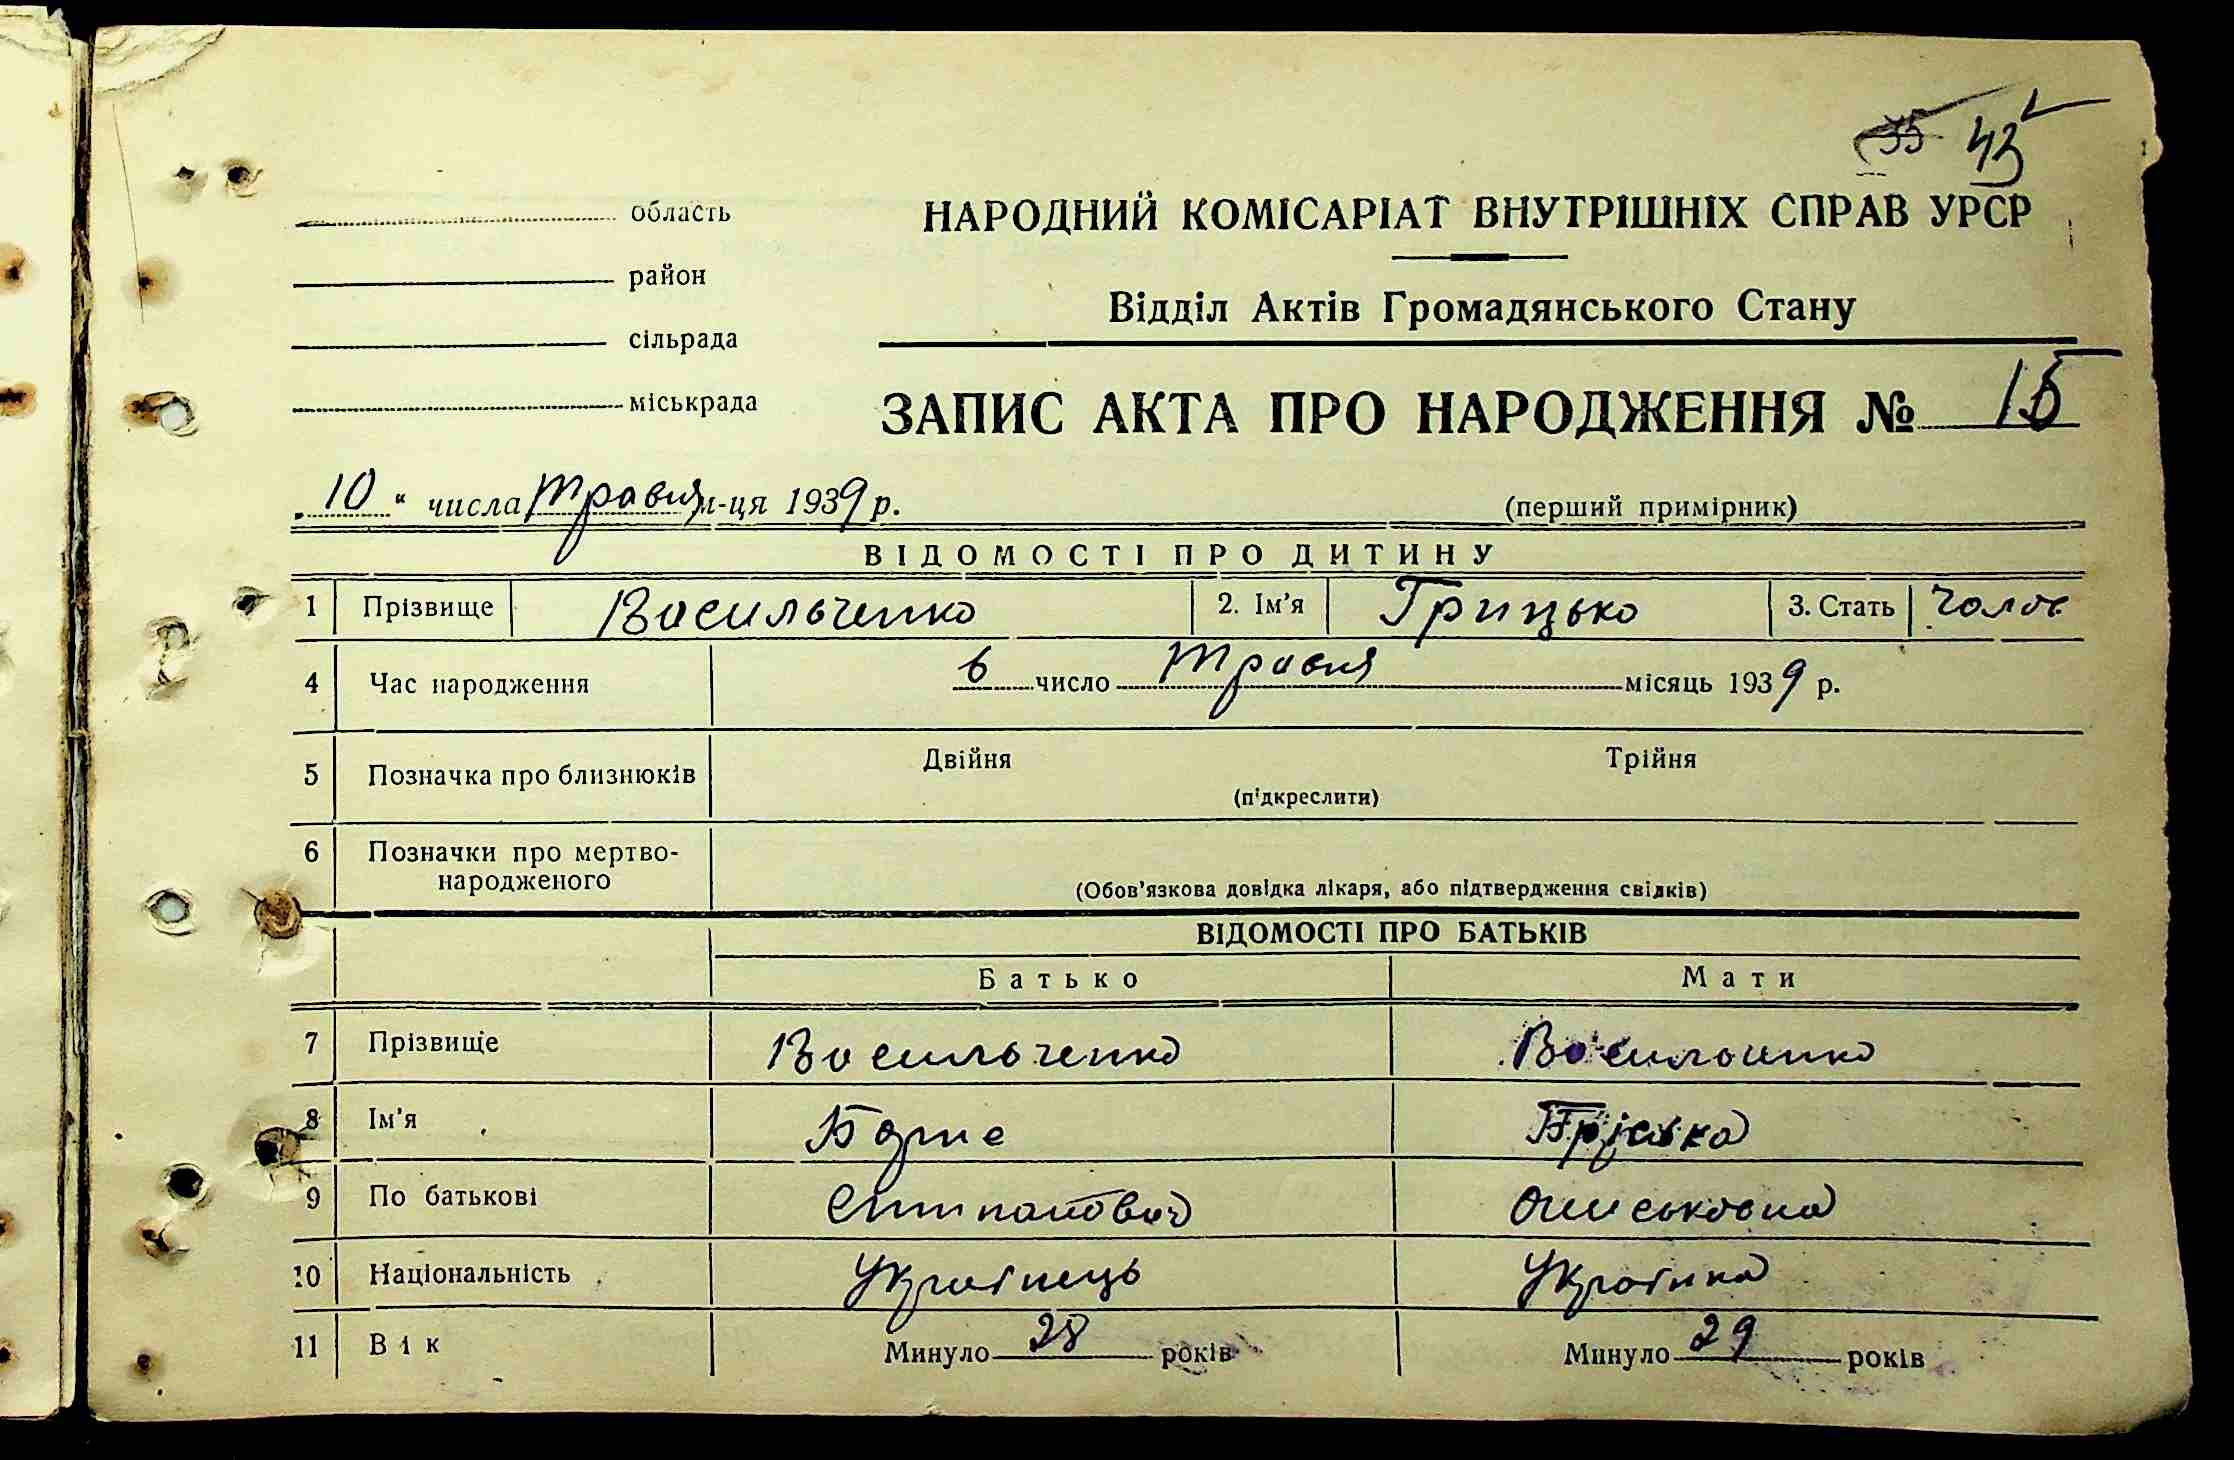 35 43
область
район
сільрада
міськрада
НАРОДНИЙ КОМІСАРІАТ ВНУТРІШНІХ СПРАВ УРСР
Відділ Актів Громадянського Стану
ЗАПИС АКТА ПРО НАРОДЖЕННЯ № 15
„10“ числа травня м-ця 1939 р.
(перший примірник)
ВІДОМОСТІ ПРО ДИТИНУ
1 Прізвище Васильченко 2. Ім’я Грицько 3. Стать чолов
4 Час народження 6 число травня місяць 1939 р.
5 Позначка про близнюків Двійня Трійня
(підкреслити)
6 Позначки про мертво-
народженого
(Обов’язкова довідка лікаря, або підтвердження свідків)
ВІДОМОСТІ ПРО БАТЬКІВ
Батько Мати
7 Прізвище Васильченко Васильченко
8 Ім’я
9 По батькові Степанович
10 Національність Українець Українка
11 Вік Минуло 28 років Минуло 29 років